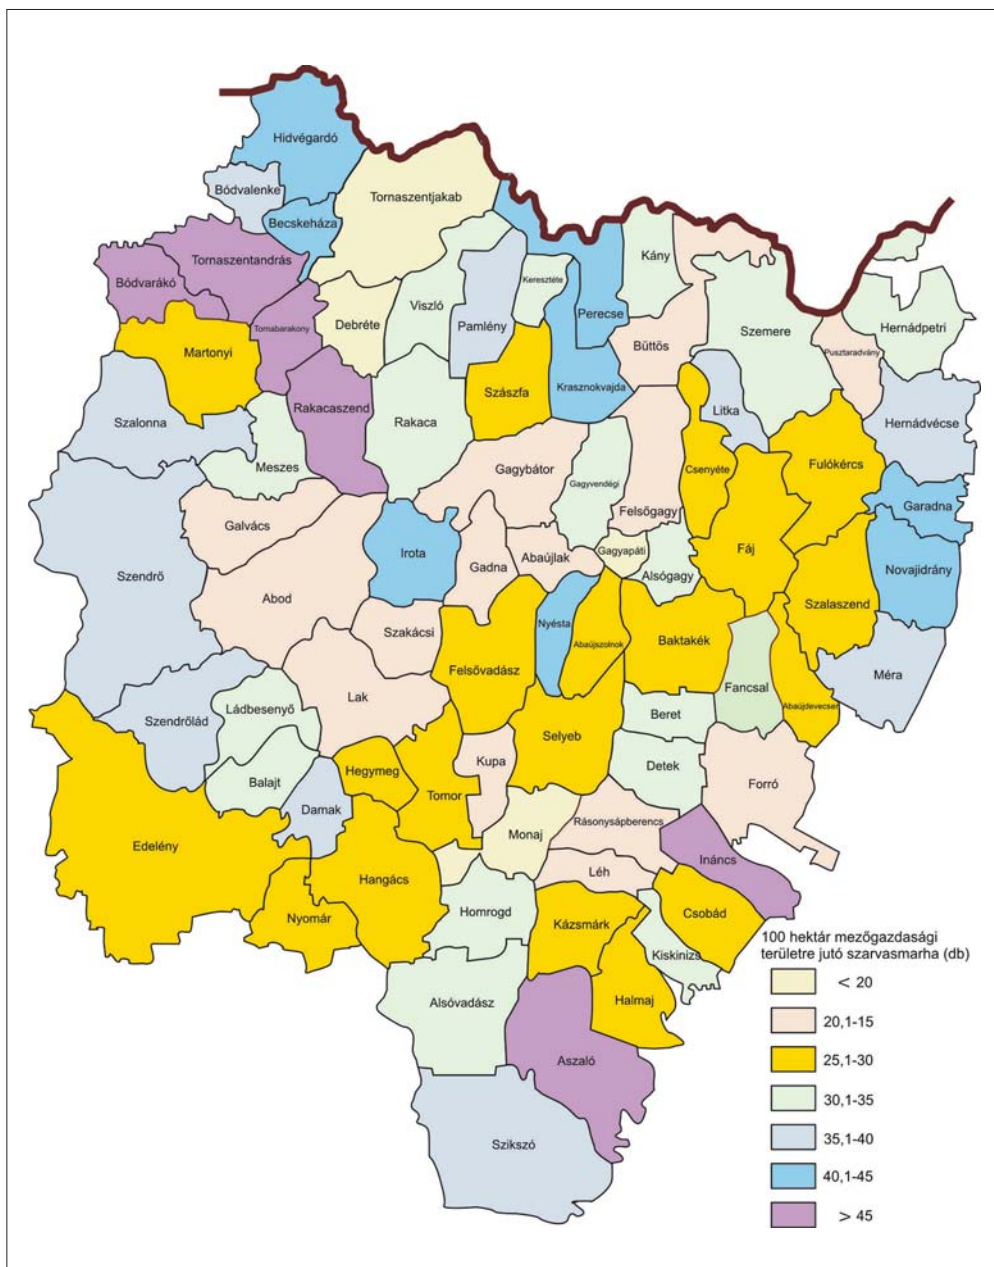 Hidvégardó
Bódvalenke
Tornaszentjakab
Becskeháza
Kány
Tornaszentandrás
Bódvarákó
Keresztéte
Viszló
Perecse
Hernádpetri
Tornabarakony
Debréte
Pamlény
Szemere
Büttös
Martonyi
Pusztaradvány
Krasznokvajda
Szászfa
Rakacaszend
Litka
Szalonna
Rakaca
Hernádvécse
Meszes
Gagybátor
Csenyéte
Fulókércs
Gagyvendégi
Garadna
Galvács
Felsőgagy
Irota
Abaújlak
Gagyapáti
Fáj
Gadna
Novajidrány
Szendrő
Alsógagy
Abod
Szalaszend
Nyésta
Szakácsi
Baktakék
Abaújszolnok
Felsővadász
Méra
Fancsal
Lak
Ládbesenyő
Abaújdevecser
Szendrőlád
Beret
Selyeb
Kupa
Detek
Hegymeg
Balajt
Forró
Tomor
Damak
Rásonysápberencs
Monaj
Edelény
Ináncs
Léh
Hangács
Csobád
Homrogd
Nyomár
Kázsmárk
Kiskinizs
Alsóvadász
Halmaj
Aszaló
Szikszó
100 hektár mezőgazdasági
területre jutó szarvasmarha (db)
< 20
20,1-15
25,1-30
30,1-35
35,1-40
40,1-45
> 45